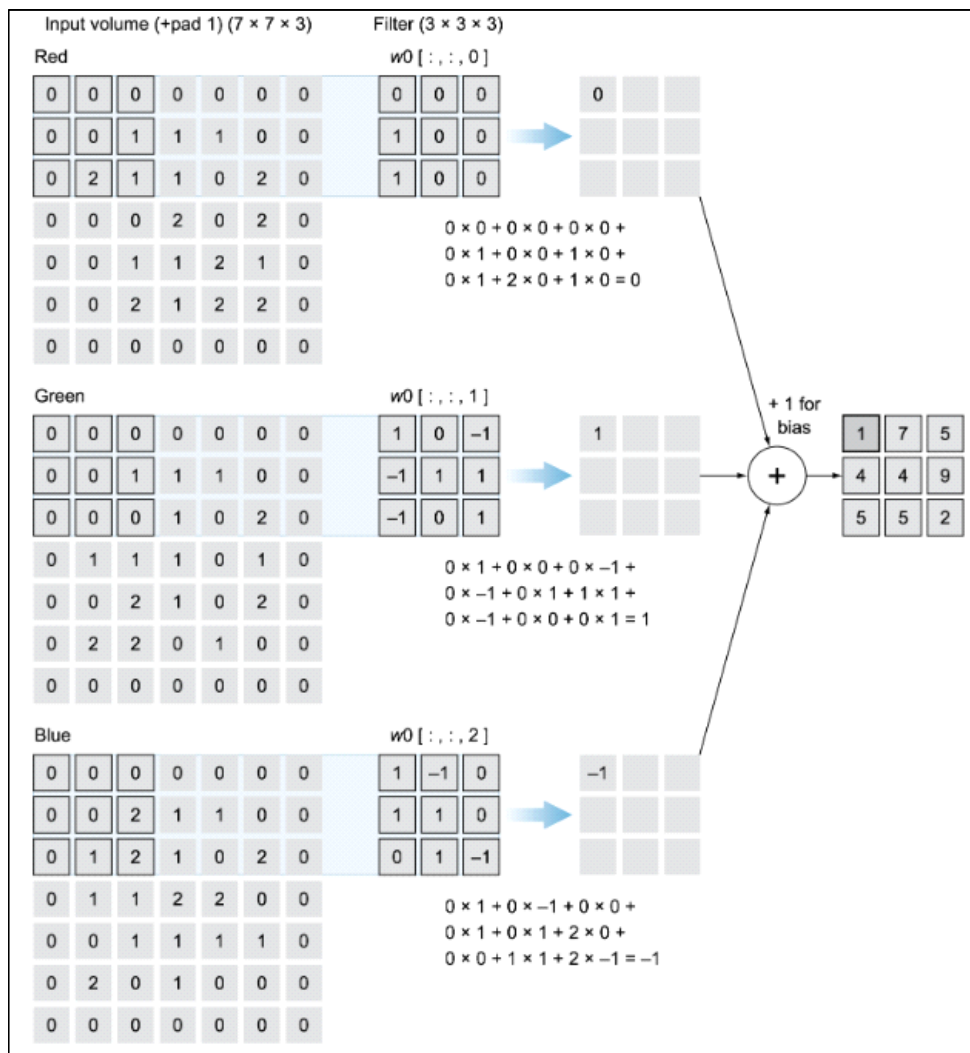 Input volume (+pad 1) (7 × 7 × 3) Filter (3 × 3 × 3)
Red w0 [ : , : , 0 ]
0 0 0 0 0 0 0 0 0 0 0
0 0 1 1 1 0 0 1 0 0
0 2 1 1 0 2 0 1 0 0
0 0 0 2 0 2 0
0 × 0 + 0 × 0 + 0 × 0 +
0 0 1 1 2 1 0
0 × 1 + 0 × 0 + 1 × 0 +
0 × 1 + 2 × 0 + 1 × 0 = 0
0 0 2 1 2 2 0
0 0 0 0 0 0 0
Green w0 [ : , : , 1 ]
+ 1 for
bias
0 0 0 0 0 0 0 1 0 –1 1 1 7 5
0 0 1 1 1 0 0 –1 1 1 + 4 4 9
0 0 0 1 0 2 0 –1 0 1 5 5 2
0 1 1 1 0 1 0
0 × 1 + 0 × 0 + 0 × –1 +
0 0 2 1 0 2 0
0 × –1 + 0 × 1 + 1 × 1 +
0 × –1 + 0 × 0 + 0 × 1 = 1
0 2 2 0 1 0 0
0 0 0 0 0 0 0
Blue w0 [ : , : , 2 ]
0 0 0 0 0 0 0 1 –1 0 –1
0 0 2 1 1 0 0 1 1 0
0 1 2 1 0 2 0 0 1 –1
0 1 1 2 2 0 0
0 × 1 + 0 × –1 + 0 × 0 +
0 0 1 1 1 1 0
0 × 1 + 0 × 1 + 2 × 0 +
0 × 0 + 1 × 1 + 2 × –1 = –1
0 2 0 1 0 0 0
0 0 0 0 0 0 0